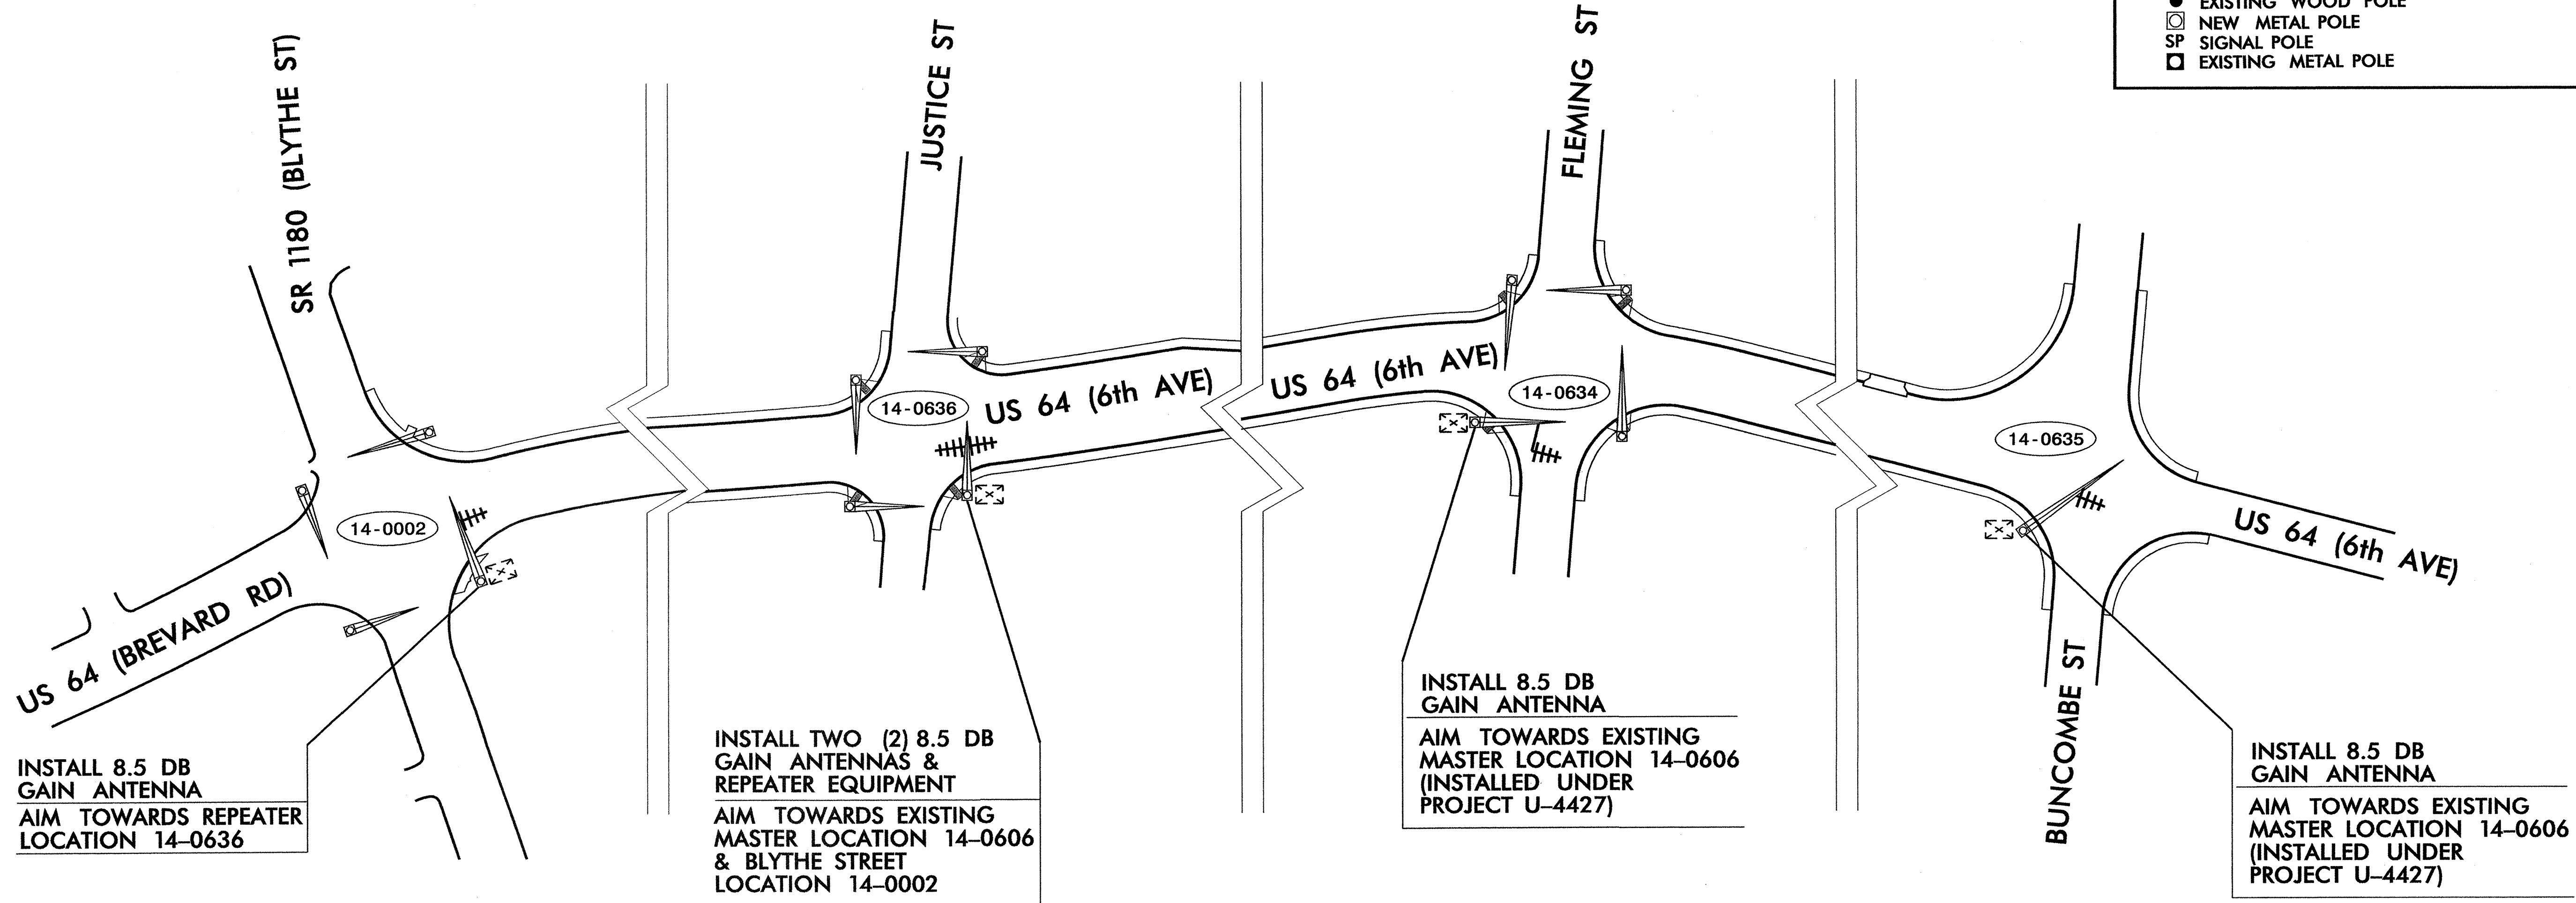 EXISTING WOOD POLE
NEW METAL POLE
SP SIGNAL POLE
EXISTING METAL POLE
SR 1180 (BLYTHE ST)
JUSTICE ST
FLEMING ST
14-0636
US 64 (6th AVE)
US 64 (6th AVE)
14-0634
14-0635
14-0002
US 64 (6th AVE)
US 64 (BREVARD RD)
BUNCOMBE ST
INSTALL 8.5 DB
GAIN ANTENNA
AIM TOWARDS REPEATER
LOCATION 14-0636
INSTALL TWO (2) 8.5 DB
GAIN ANTENNAS &
REPEATER EQUIPMENT
AIM TOWARDS EXISTING
MASTER LOCATION 14-0606
& BLYTHE STREET
LOCATION 14-0002
INSTALL 8.5 DB
GAIN ANTENNA
AIM TOWARDS EXISTING
MASTER LOCATION 14-0606
(INSTALLED UNDER
PROJECT U-4427)
INSTALL 8.5 DB
GAIN ANTENNA
AIM TOWARDS EXISTING
MASTER LOCATION 14-0606
(INSTALLED UNDER
PROJECT U-4427)